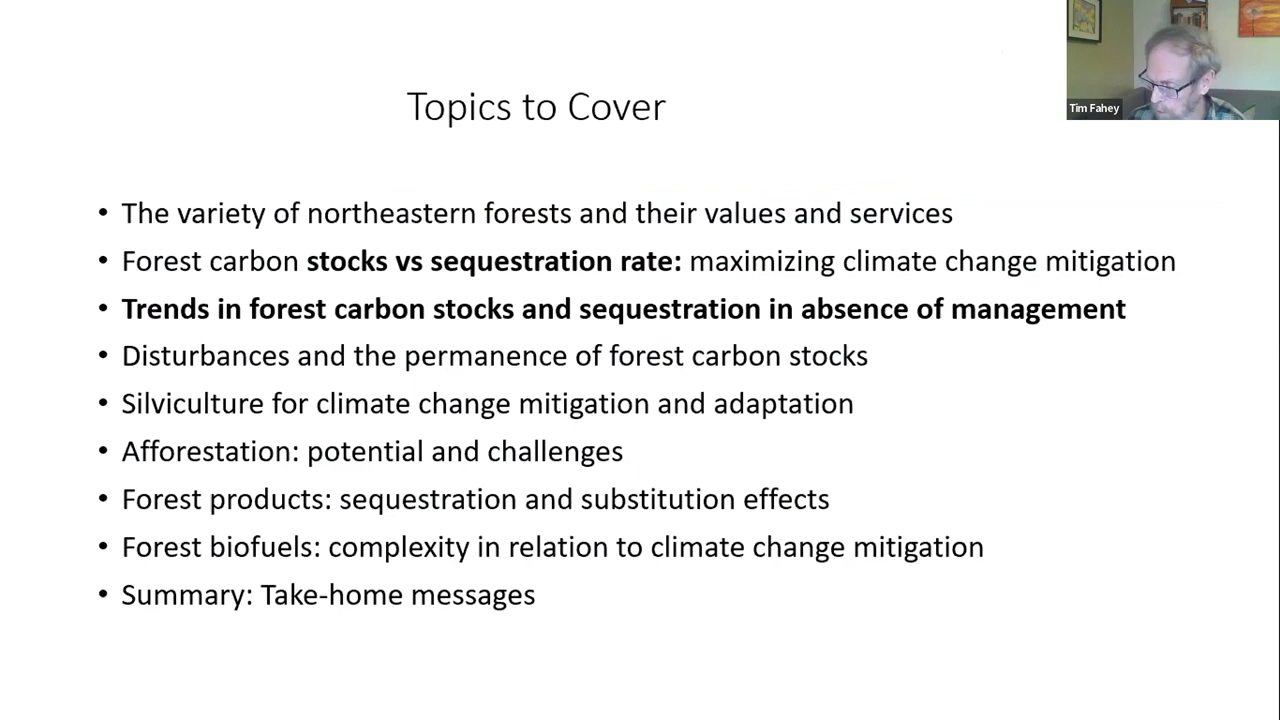 Topics to Cover
Tim Fahey
• The variety of northeastern forests and their values and services
• Forest carbon stocks vs sequestration rate: maximizing climate change mitigation
• Trends in forest carbon stocks and sequestration in absence of management
• Disturbances and the permanence of forest carbon stocks
• Silviculture for climate change mitigation and adaptation
• Afforestation: potential and challenges
• Forest products: sequestration and substitution effects
• Forest biofuels: complexity in relation to climate change mitigation
• Summary: Take-home messages